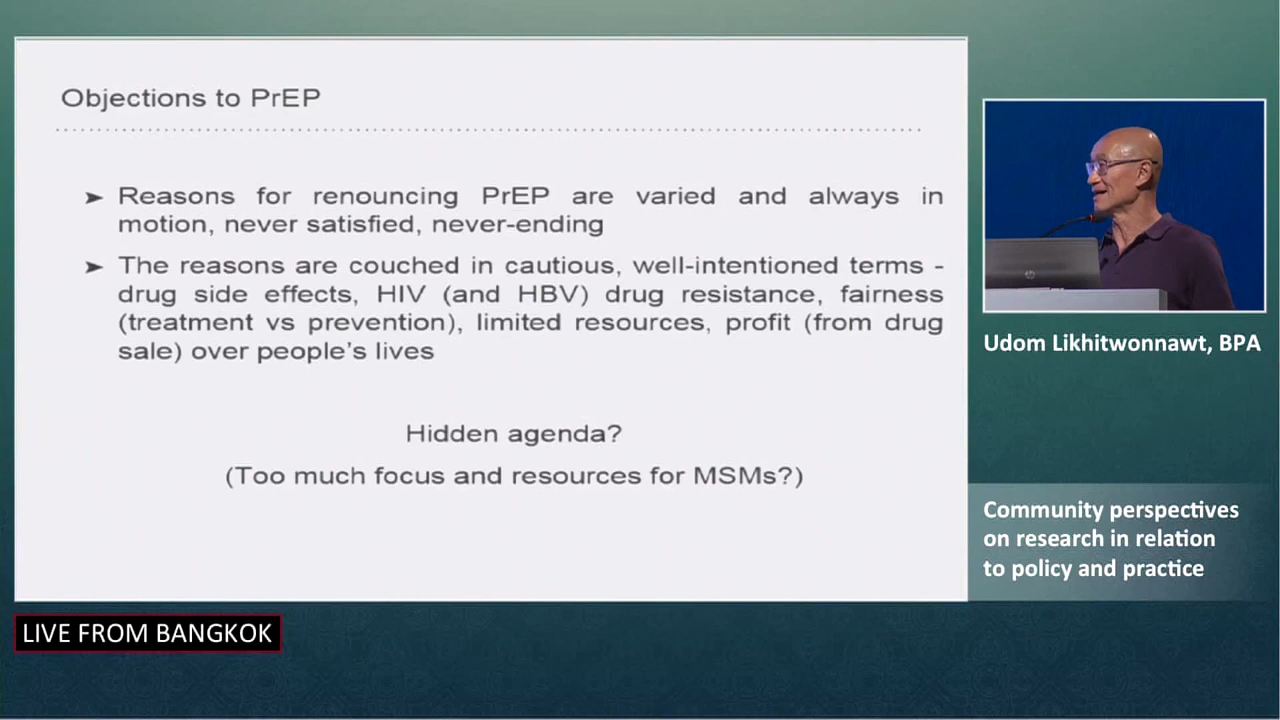 Objections to PrEP
➤ Reasons for renouncing PrEP are varied and always in
motion, never satisfied, never-ending
➤ The reasons are couched in cautious, well-intentioned terms -
drug side effects, HIV (and HBV) drug resistance, fairness
(treatment vs prevention), limited resources, profit (from drug
sale) over people's lives
Hidden agenda?
(Too much focus and resources for MSMs?)
Udom Likhitwonnawt, BPA
Community perspectives
on research in relation
to policy and practice
LIVE FROM BANGKOK